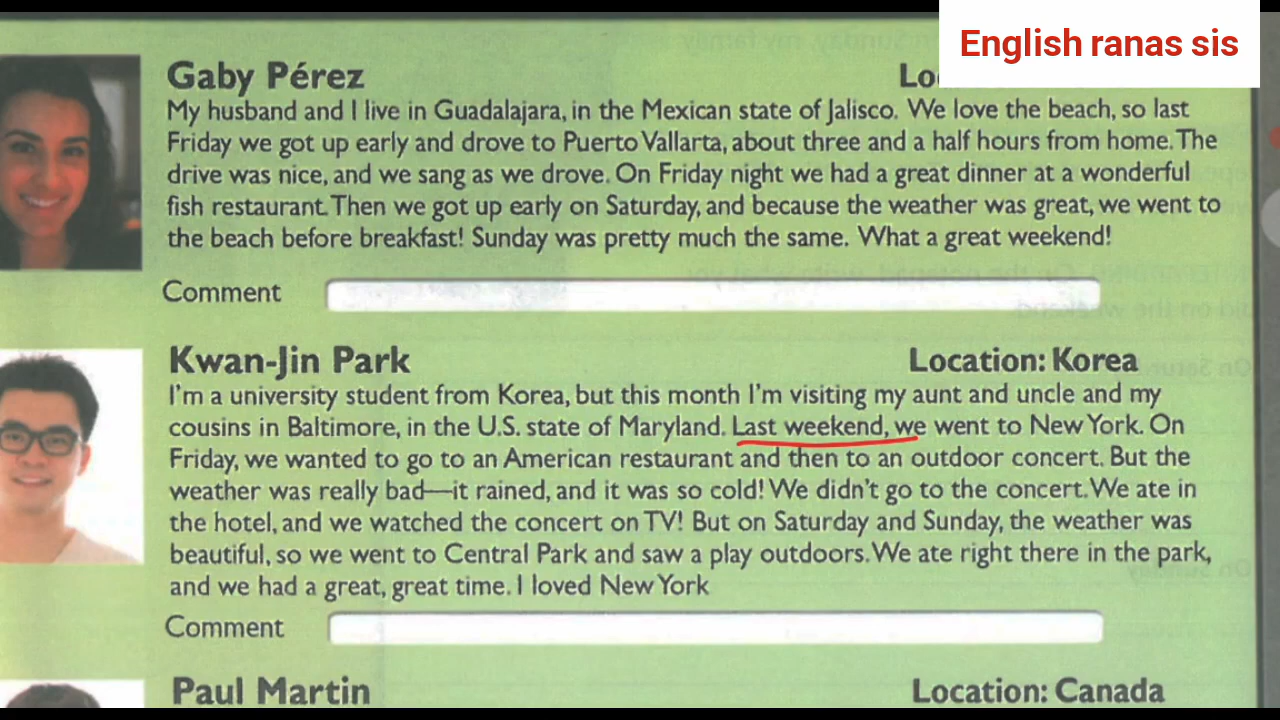 English ranas sis
Gaby Pérez
My husband and I live in Guadalajara, in the Mexican state of Jalisco. We love the beach, so last
Friday we got up early and drove to Puerto Vallarta, about three and a half hours from home. The
drive was nice, and we sang as we drove. On Friday night we had a great dinner at a wonderful
fish restaurant. Then we got up early on Saturday, and because the weather was great, we went to
the beach before breakfast! Sunday was pretty much the same. What a great weekend!
Comment
Kwan-Jin Park Location: Korea
I'm a university student from Korea, but this month I'm visiting my aunt and uncle and my
cousins in Baltimore, in the U.S. state of Maryland. Last weekend, we went to New York. On
Friday, we wanted to go to an American restaurant and then to an outdoor concert. But the
weather was really bad—it rained, and it was so cold! We didn't go to the concert. We ate in
the hotel, and we watched the concert on TV! But on Saturday and Sunday, the weather was
beautiful, so we went to Central Park and saw a play outdoors. We ate right there in the park,
and we had a great, great time. I loved New York
Comment
Paul Martin Location: Canada